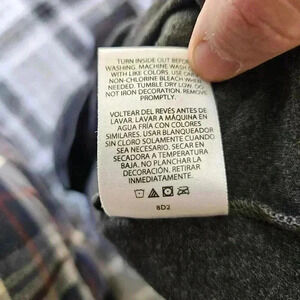 TURN INSIDE OUT BEFORE
WASHING. MACHINE WASH
WITH LIKE COLORS. USE
NON-CHLORINE BLEACH WHEN
NEEDED. TUMBLE DRY LOW. DO
NOT IRON DECORATION. REMOVE
PROMPTLY.
VOLTEAR DEL REVÉS ANTES DE
LAVAR. LAVAR A MÁQUINA EN
AGUA FRÍA CON COLORES
SIMILARES. USAR BLANQUEADOR
SIN CLORO SOLAMENTE CUANDO
SEA NECESARIO. SECAR EN
SECADORA A TEMPERATURA
BAJA. NO PLANCHAR LA
DECORACIÓN. RETIRAR
INMEDIATAMENTE.
8D2